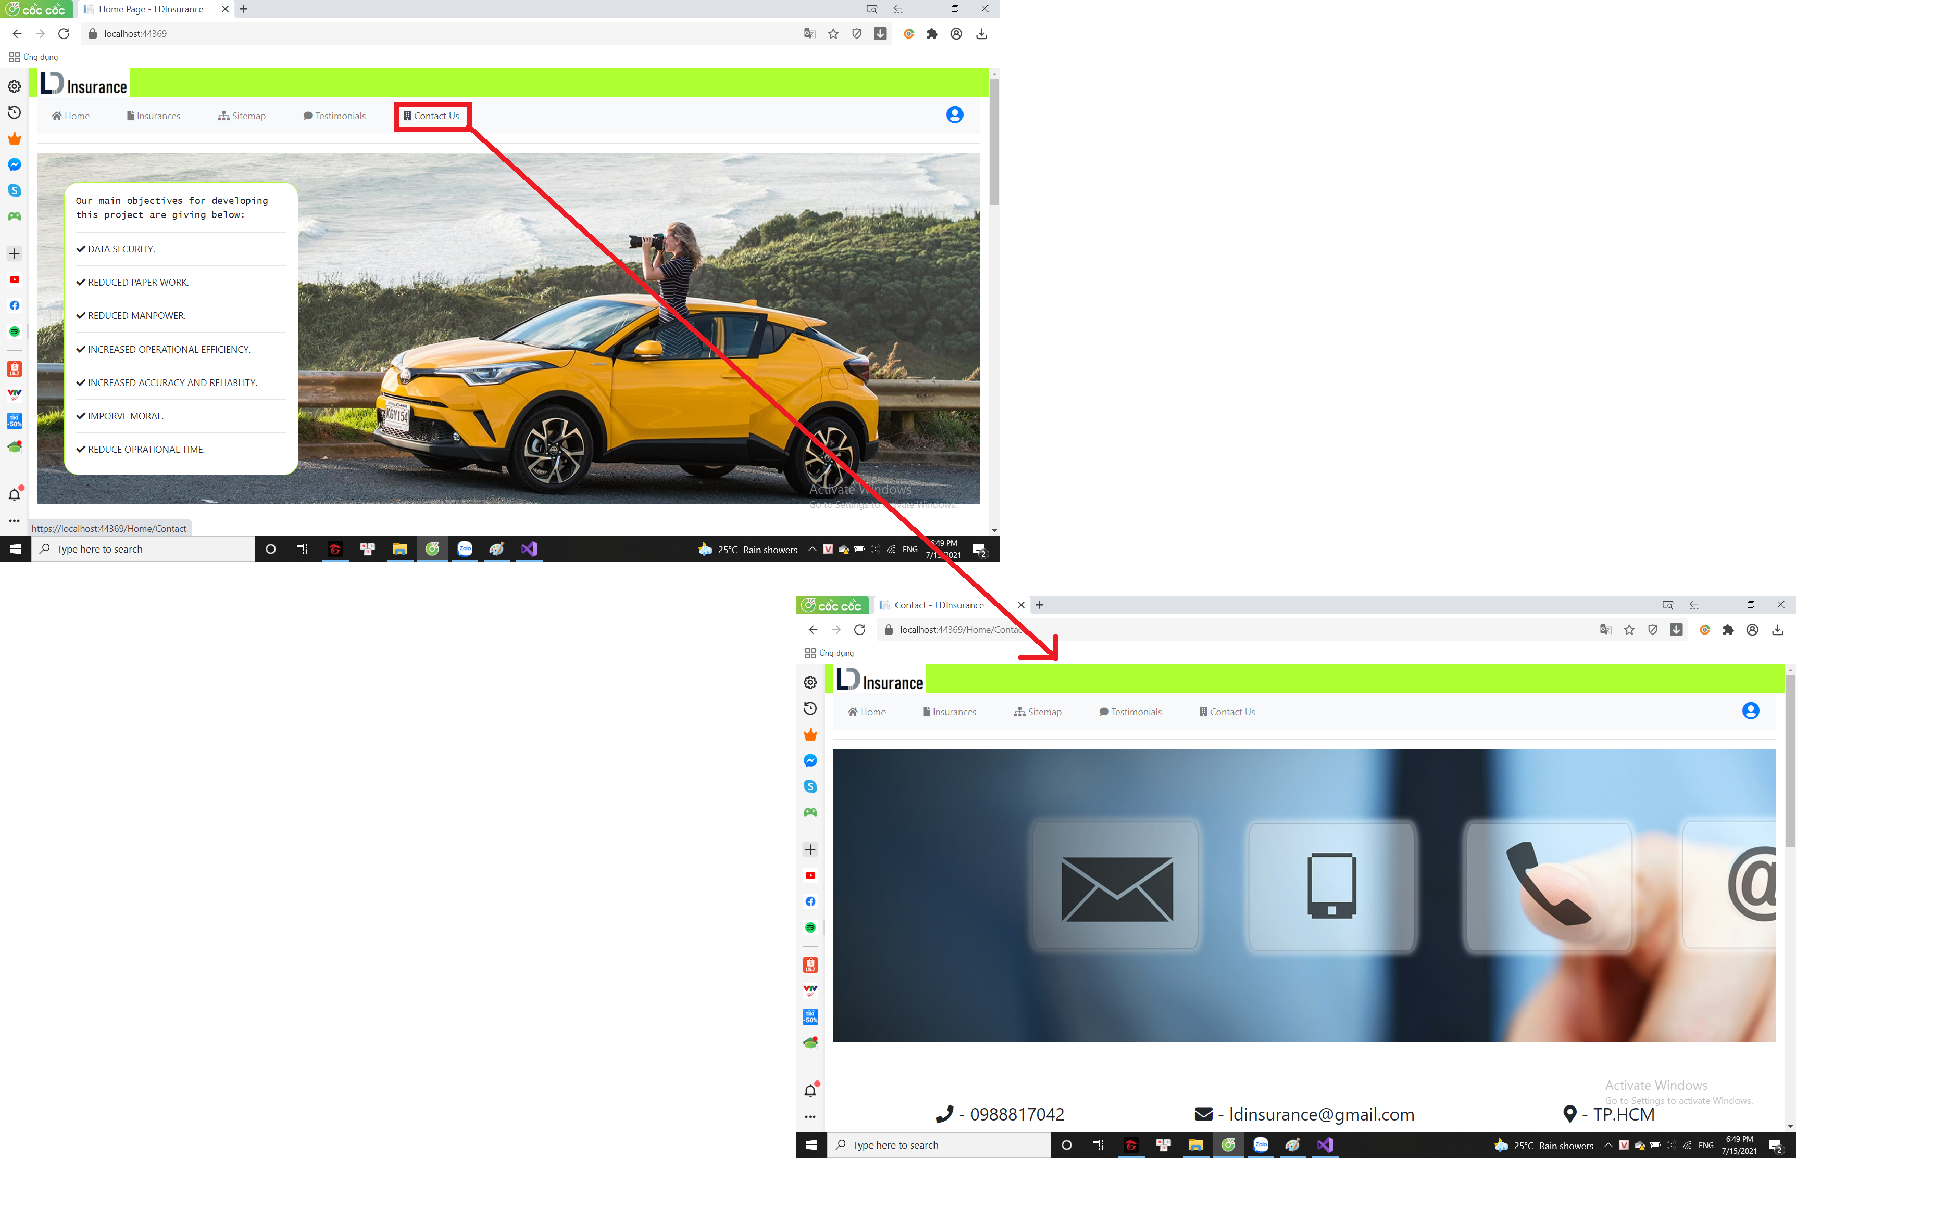 cốc cốc
Home Page - LDInsurance
localhost:44369
Ứng dụng
LD Insurance
Home
Insurances
Sitemap
Testimonials
Contact Us
Our main objectives for developing
this project are giving below:
DATA SECURITY.
REDUCED PAPER WORK.
REDUCED MANPOWER.
INCREASED OPERATIONAL EFFICIENCY.
INCREASED ACCURACY AND RELIABLITY.
IMPORVE MORAL.
REDUCE OPRATIONAL TIME.
KGY154
Activate Windows
Go to Settings to activate Windows.
https://localhost:44369/Home/Contact
Type here to search
Zalo
25°C Rain showers
ENG
6:49 PM
7/15/2021
2
cốc cốc
Contact - LDInsurance
localhost:44369/Home/Contact
Ứng dụng
LD Insurance
Home
Insurances
Sitemap
Testimonials
Contact Us
@
Activate Windows
Go to Settings to activate Windows.
- 0988817042
- ldinsurance@gmail.com
- TP.HCM
Type here to search
Zalo
25°C Rain showers
ENG
6:49 PM
7/15/2021
2